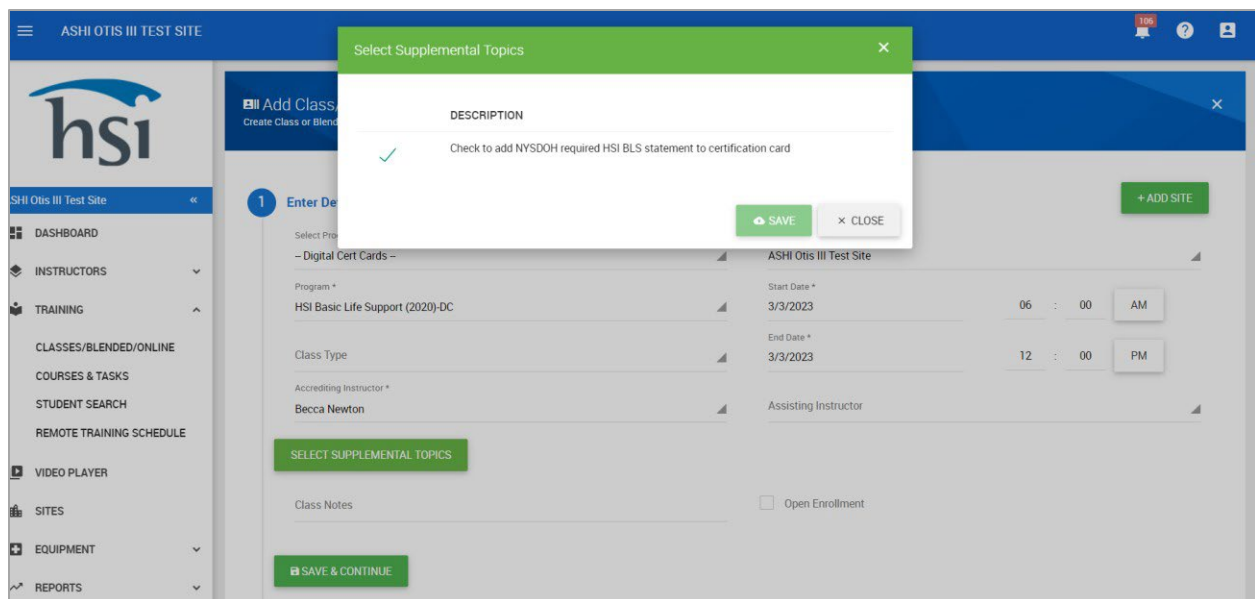 ASHI OTIS III TEST SITE
106
Select Supplemental Topics
hsi
Add Class/
Create Class or Blend
DESCRIPTION
Check to add NYSDOH required HSI BLS statement to certification card
SAVE
CLOSE
SHI Otis III Test Site
«
1
Enter De
+ ADD SITE
DASHBOARD
INSTRUCTORS
TRAINING
CLASSES/BLENDED/ONLINE
COURSES & TASKS
STUDENT SEARCH
REMOTE TRAINING SCHEDULE
VIDEO PLAYER
SITES
EQUIPMENT
REPORTS
Select Pro
-- Digital Cert Cards --
ASHI Otis III Test Site
Program *
HSI Basic Life Support (2020)-DC
Start Date *
3/3/2023
06 : 00 AM
Class Type
End Date *
3/3/2023
12 : 00 PM
Accrediting Instructor *
Becca Newton
Assisting Instructor
SELECT SUPPLEMENTAL TOPICS
Class Notes
Open Enrollment
SAVE & CONTINUE